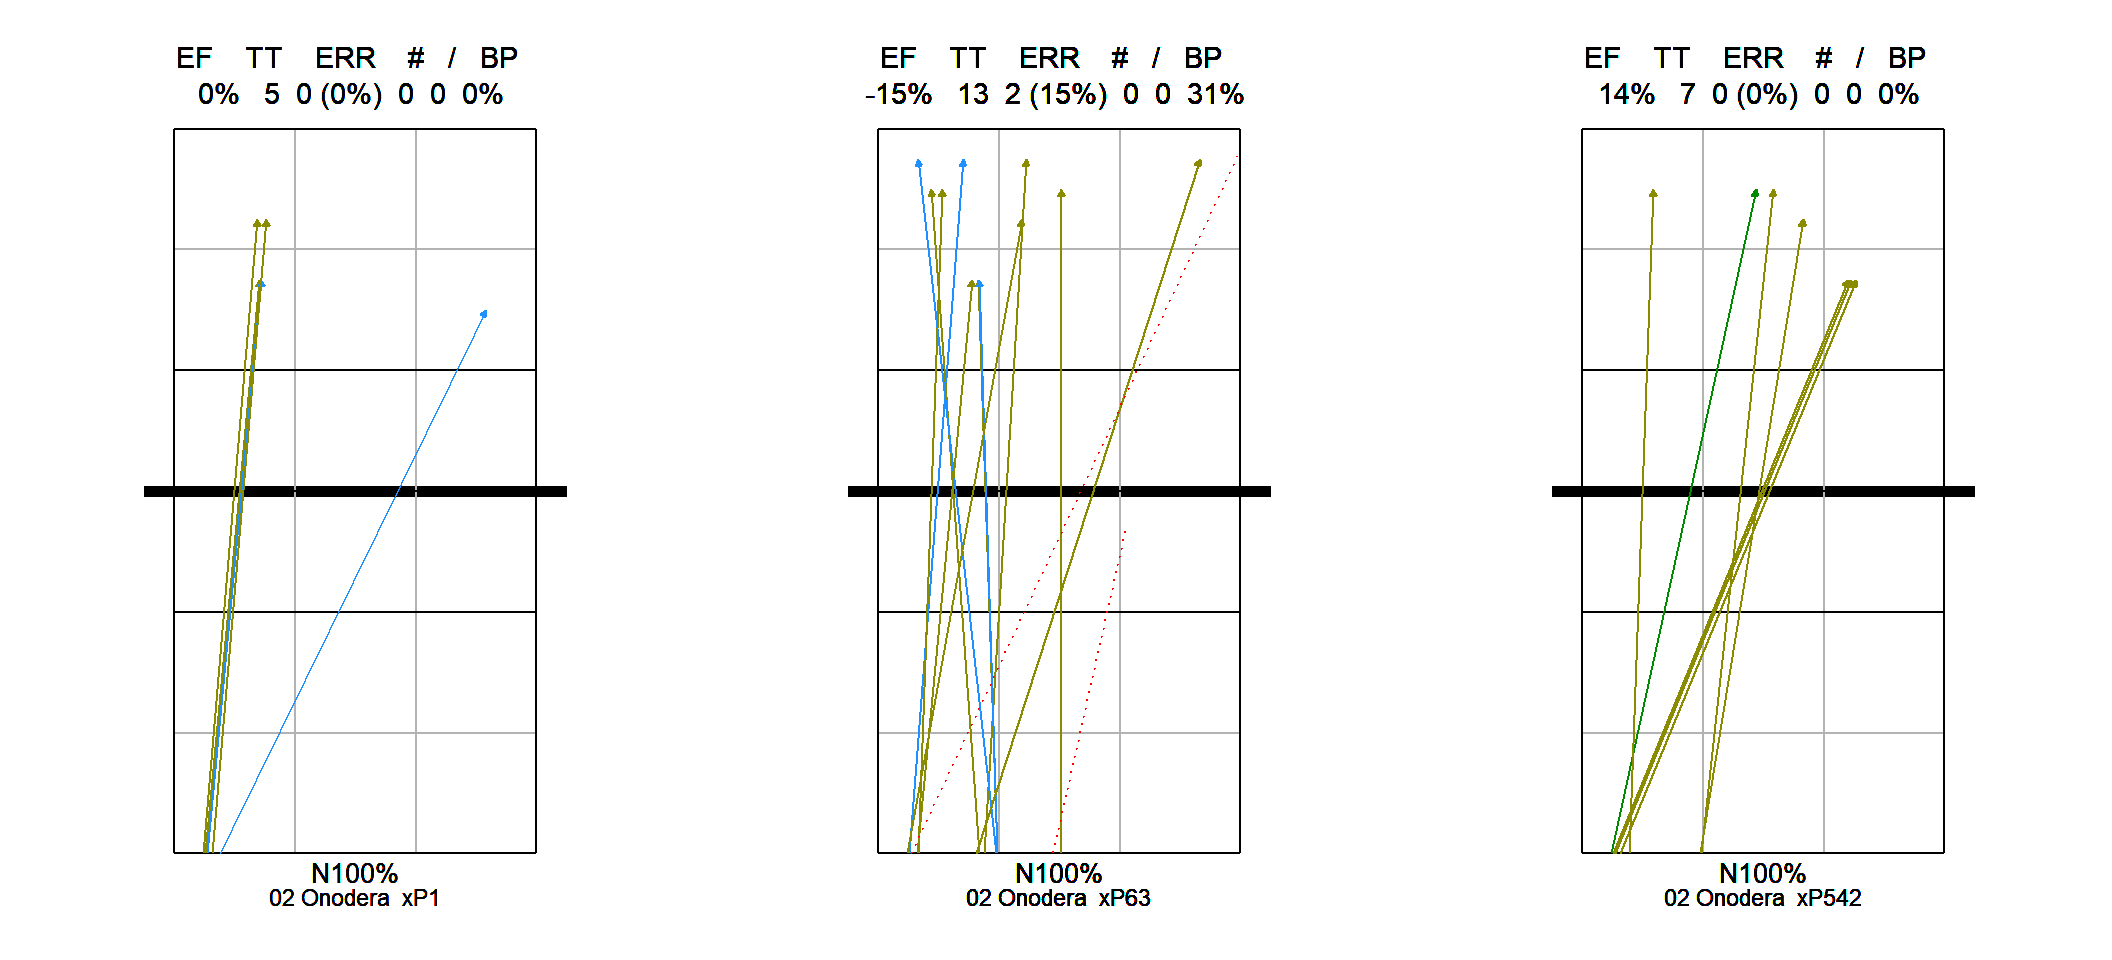 EF TT ERR # / BP
0% 5 0 (0%) 0 0 0%
N100%
02 Onodera xP1
EF TT ERR # / BP
-15% 13 2 (15%) 0 0 31%
N100%
02 Onodera xP63
EF TT ERR # / BP
14% 7 0 (0%) 0 0 0%
N100%
02 Onodera xP542